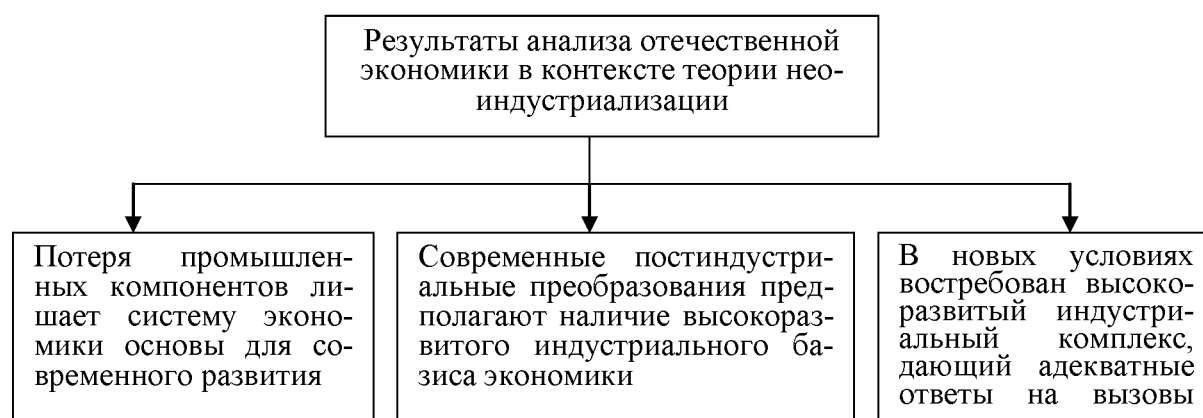 Результаты анализа отечественной
экономики в контексте теории нео-
индустриализации
Потеря промышлен-
ных компонентов ли-
шает систему эконо-
мики основы для со-
временного развития
Современные постиндустри-
альные преобразования пред-
полагают наличие высокораз-
витого индустриального ба-
зиса экономики
В новых условиях
востребован высоко-
развитый индустри-
альный комплекс,
дающий адекватные
ответы на вызовы